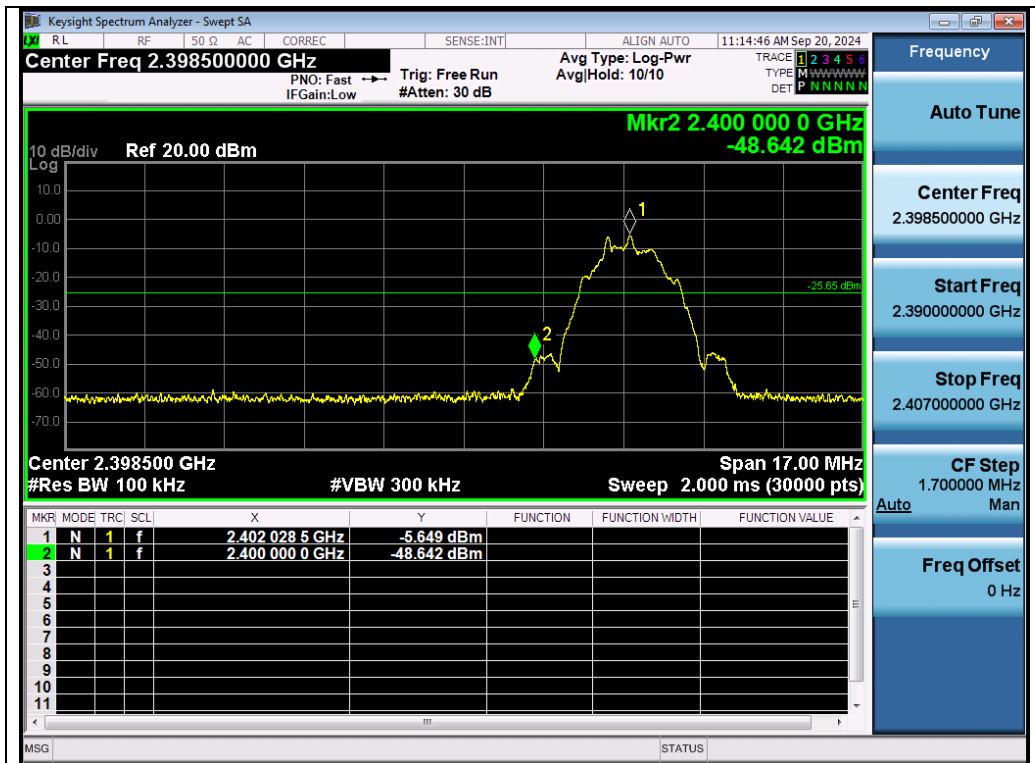 Keysight Spectrum Analyzer - Swept SA
LXI RL RF 50 Ω AC CORREC SENSE:INT ALIGN AUTO 11:14:46 AM Sep 20, 2024
Center Freq 2.398500000 GHz
PNO: Fast
IFGain:Low
Trig: Free Run
#Atten: 30 dB
Avg Type: Log-Pwr
Avg|Hold: 10/10
TRACE 1 2 3 4 5 6
TYPE M WWWWW
DET P N N N N N
Mkr2 2.400 000 0 GHz
-48.642 dBm
10 dB/div Ref 20.00 dBm
Log
10.0
0.00
-10.0
-20.0
-30.0
-40.0
-50.0
-60.0
-70.0
1
-25.65 dBm
2
Center 2.398500 GHz Span 17.00 MHz
#Res BW 100 kHz #VBW 300 kHz Sweep 2.000 ms (30000 pts)
MKR MODE TRC SCL X Y FUNCTION FUNCTION WIDTH FUNCTION VALUE
1 N 1 f 2.402 028 5 GHz -5.649 dBm
2 N 1 f 2.400 000 0 GHz -48.642 dBm
3
4
5
6
7
8
9
10
11
MSG STATUS
Frequency
Auto Tune
Center Freq
2.398500000 GHz
Start Freq
2.390000000 GHz
Stop Freq
2.407000000 GHz
CF Step
1.700000 MHz
Auto Man
Freq Offset
0 Hz